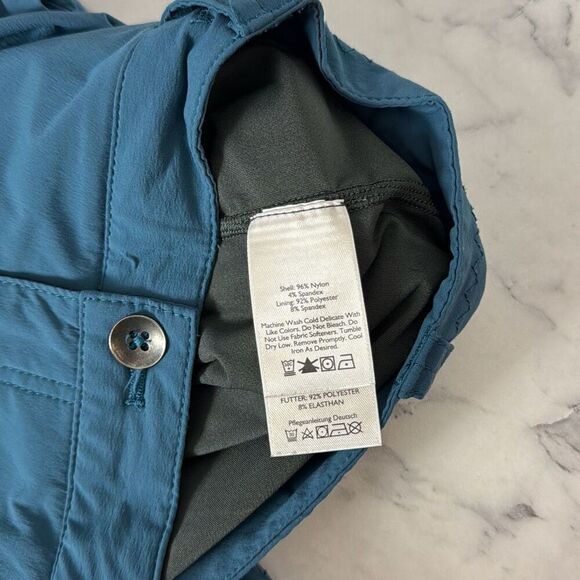 Shell: 96% Nylon
4% Spandex
Lining: 92% Polyester
8% Spandex
Machine Wash Cold Delicate With
Like Colors. Do Not Bleach. Do
Not Use Fabric Softeners. Tumble
Dry Low. Remove Promptly. Cool
Iron As Desired.
FUTTER: 92% POLYESTER
8% ELASTHAN
Pflegeanleitung Deutsch